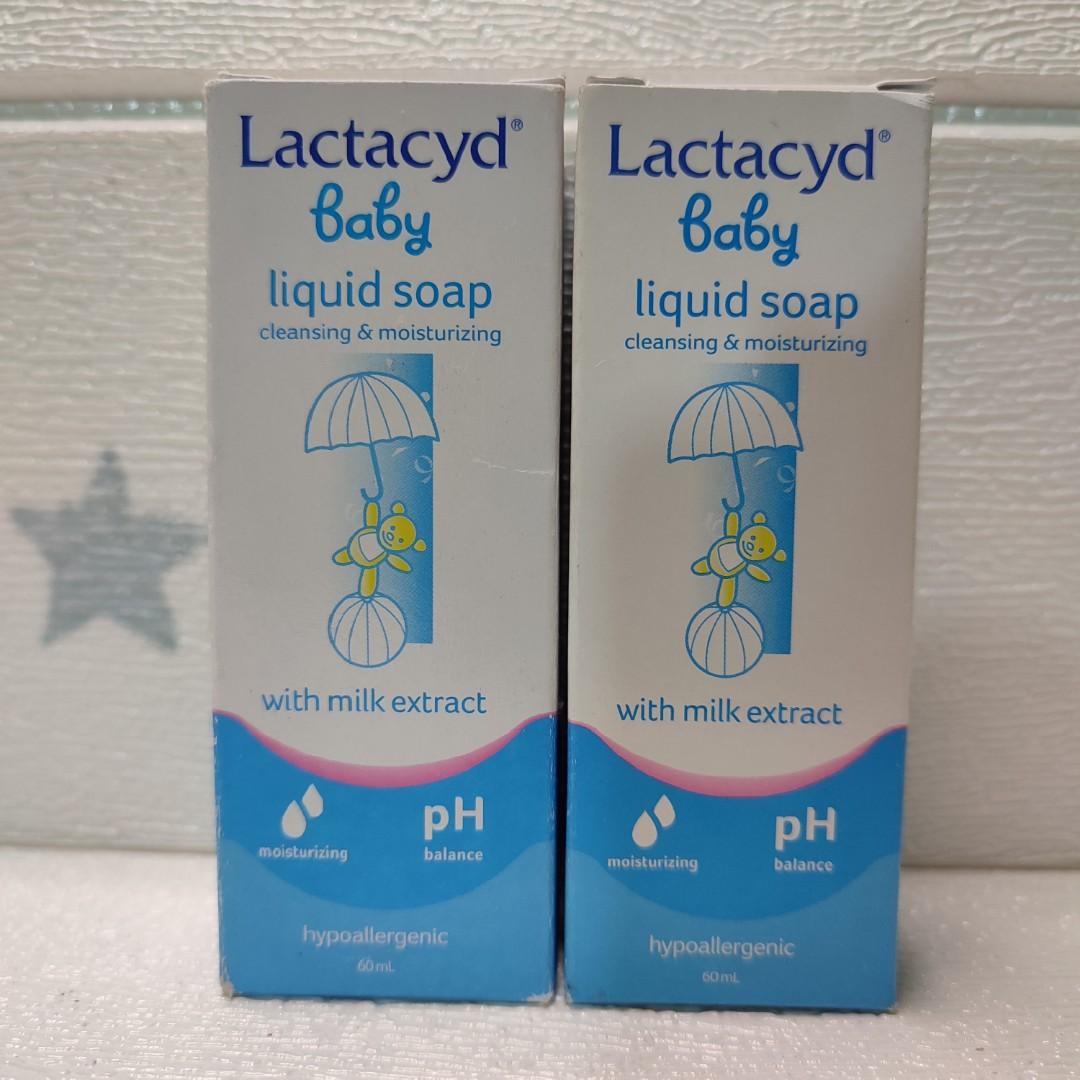 Lactacyd®
baby
liquid soap
cleansing & moisturizing
with milk extract
moisturizing
pH
balance
hypoallergenic
60 mL
Lactacyd®
baby
liquid soap
cleansing & moisturizing
with milk extract
moisturizing
pH
balance
hypoallergenic
60 mL